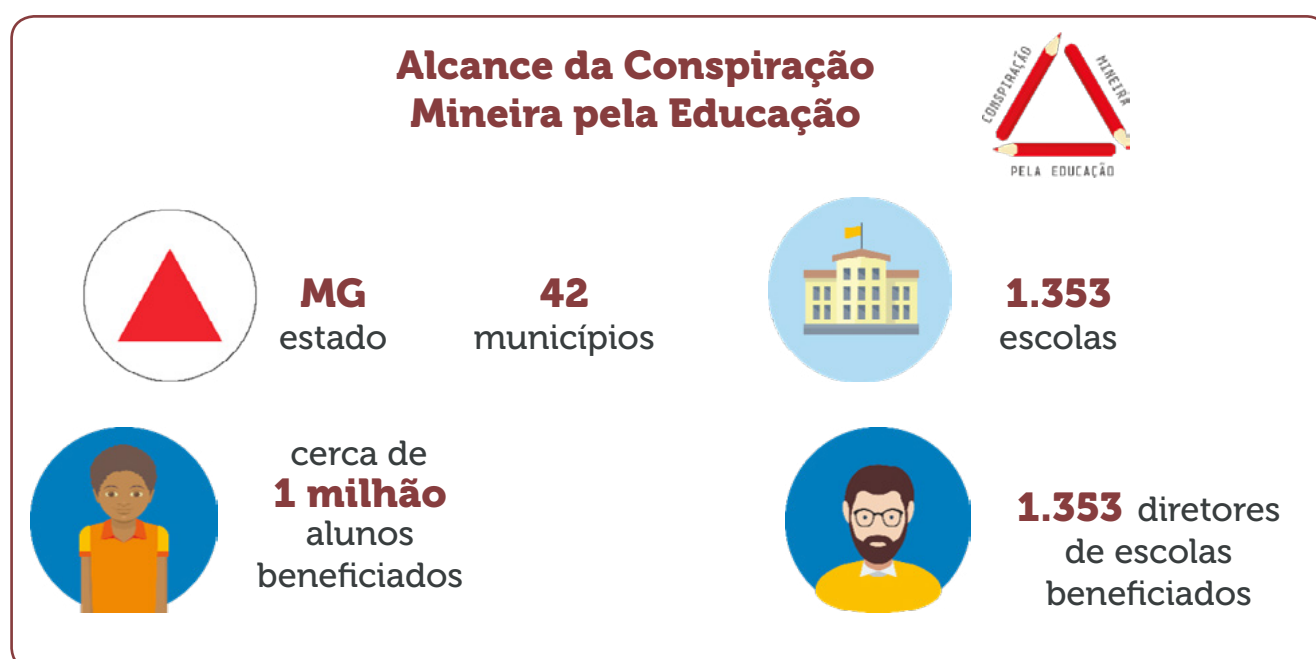 Alcance da Conspiração
Mineira pela Educação
CONSPIRAÇÃO
MINEIRA
PELA EDUCAÇÃO
MG
estado
42
municípios
1.353
escolas
cerca de
1 milhão
alunos
beneficiados
1.353 diretores
de escolas
beneficiados